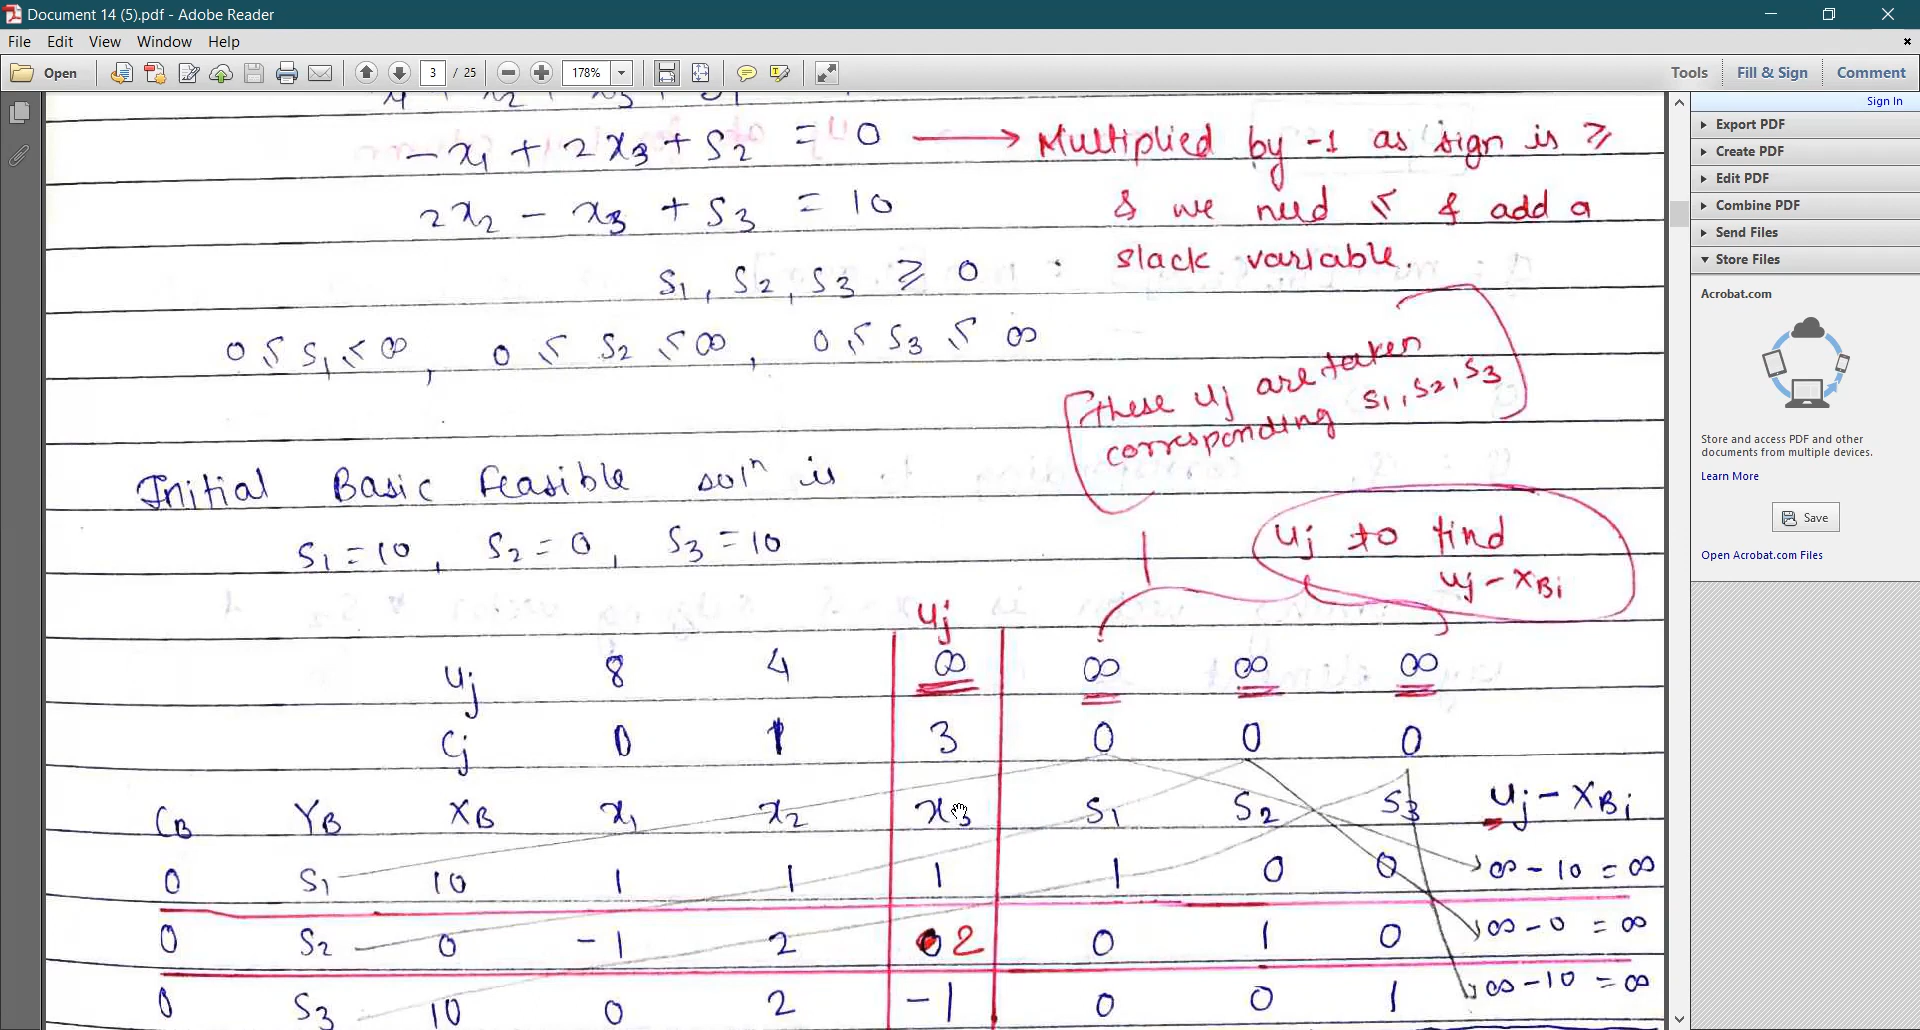 Document 14 (5).pdf - Adobe Reader
File Edit View Window Help
Open 3 / 25 178% Tools Fill & Sign Comment
Sign In
Export PDF
Create PDF
Edit PDF
Combine PDF
Send Files
Store Files
Acrobat.com
Store and access PDF and other
documents from multiple devices.
Learn More
Save
Open Acrobat.com Files
-x1 + 2x3 + S2 = 0 → Multiplied by -1 as sign is ≥
2x2 - x3 + S3 = 10 & we need ≤ & add a
slack variable.
S1, S2, S3 ≥ 0
0 ≤ S1 ≤ ∞, 0 ≤ S2 ≤ ∞, 0 ≤ S3 ≤ ∞
these uj are taken
corresponding S1, S2, S3
Initial Basic Feasible solⁿ is
S1 = 10, S2 = 0, S3 = 10
uj to find
uj - XBi
uj
uj 8 4 ∞ ∞ ∞ ∞
Cj 1 3 0 0 0
CB YB XB x1 x2 x3 S1 S2 S3 uj - XBi
0 S1 10 1 1 1 1 0 0 ∞ - 10 = ∞
0 S2 0 -1 2 2 0 1 0 ∞ - 0 = ∞
0 S3 10 0 2 -1 0 0 1 ∞ - 10 = ∞